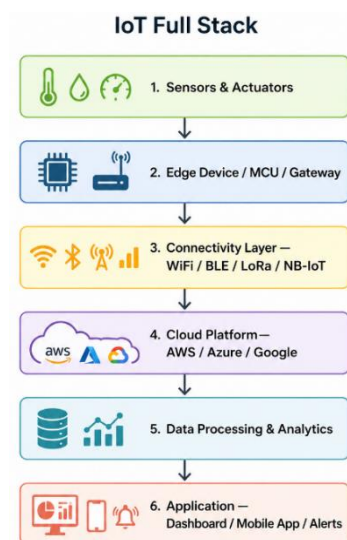 IoT Full Stack
1. Sensors & Actuators
2. Edge Device / MCU / Gateway
3. Connectivity Layer —
WiFi / BLE / LoRa / NB-IoT
aws
4. Cloud Platform —
AWS / Azure / Google
5. Data Processing & Analytics
6. Application —
Dashboard / Mobile App / Alerts